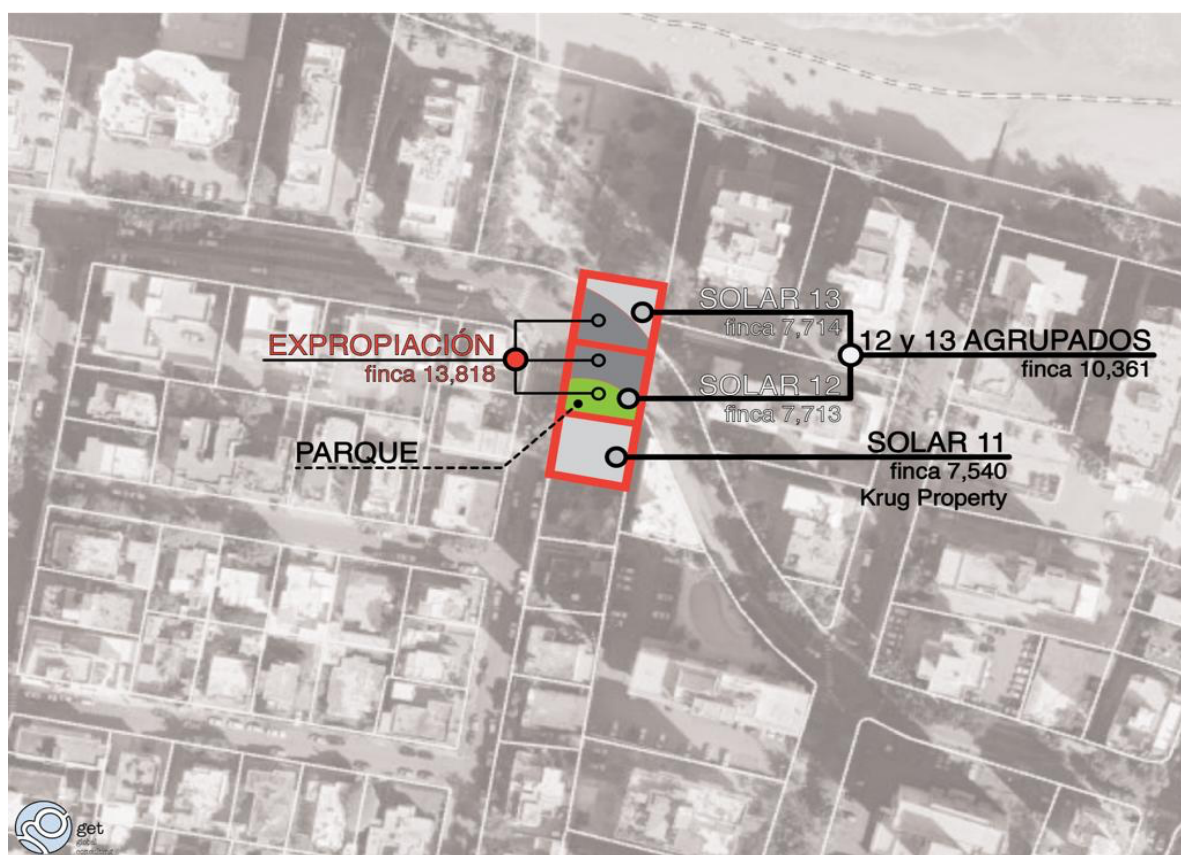 SOLAR 13
finca 7,714
EXPROPIACIÓN
finca 13,818
12 y 13 AGRUPADOS
finca 10,361
SOLAR 12
finca 7,713
PARQUE
SOLAR 11
finca 7,540
Krug Property
get